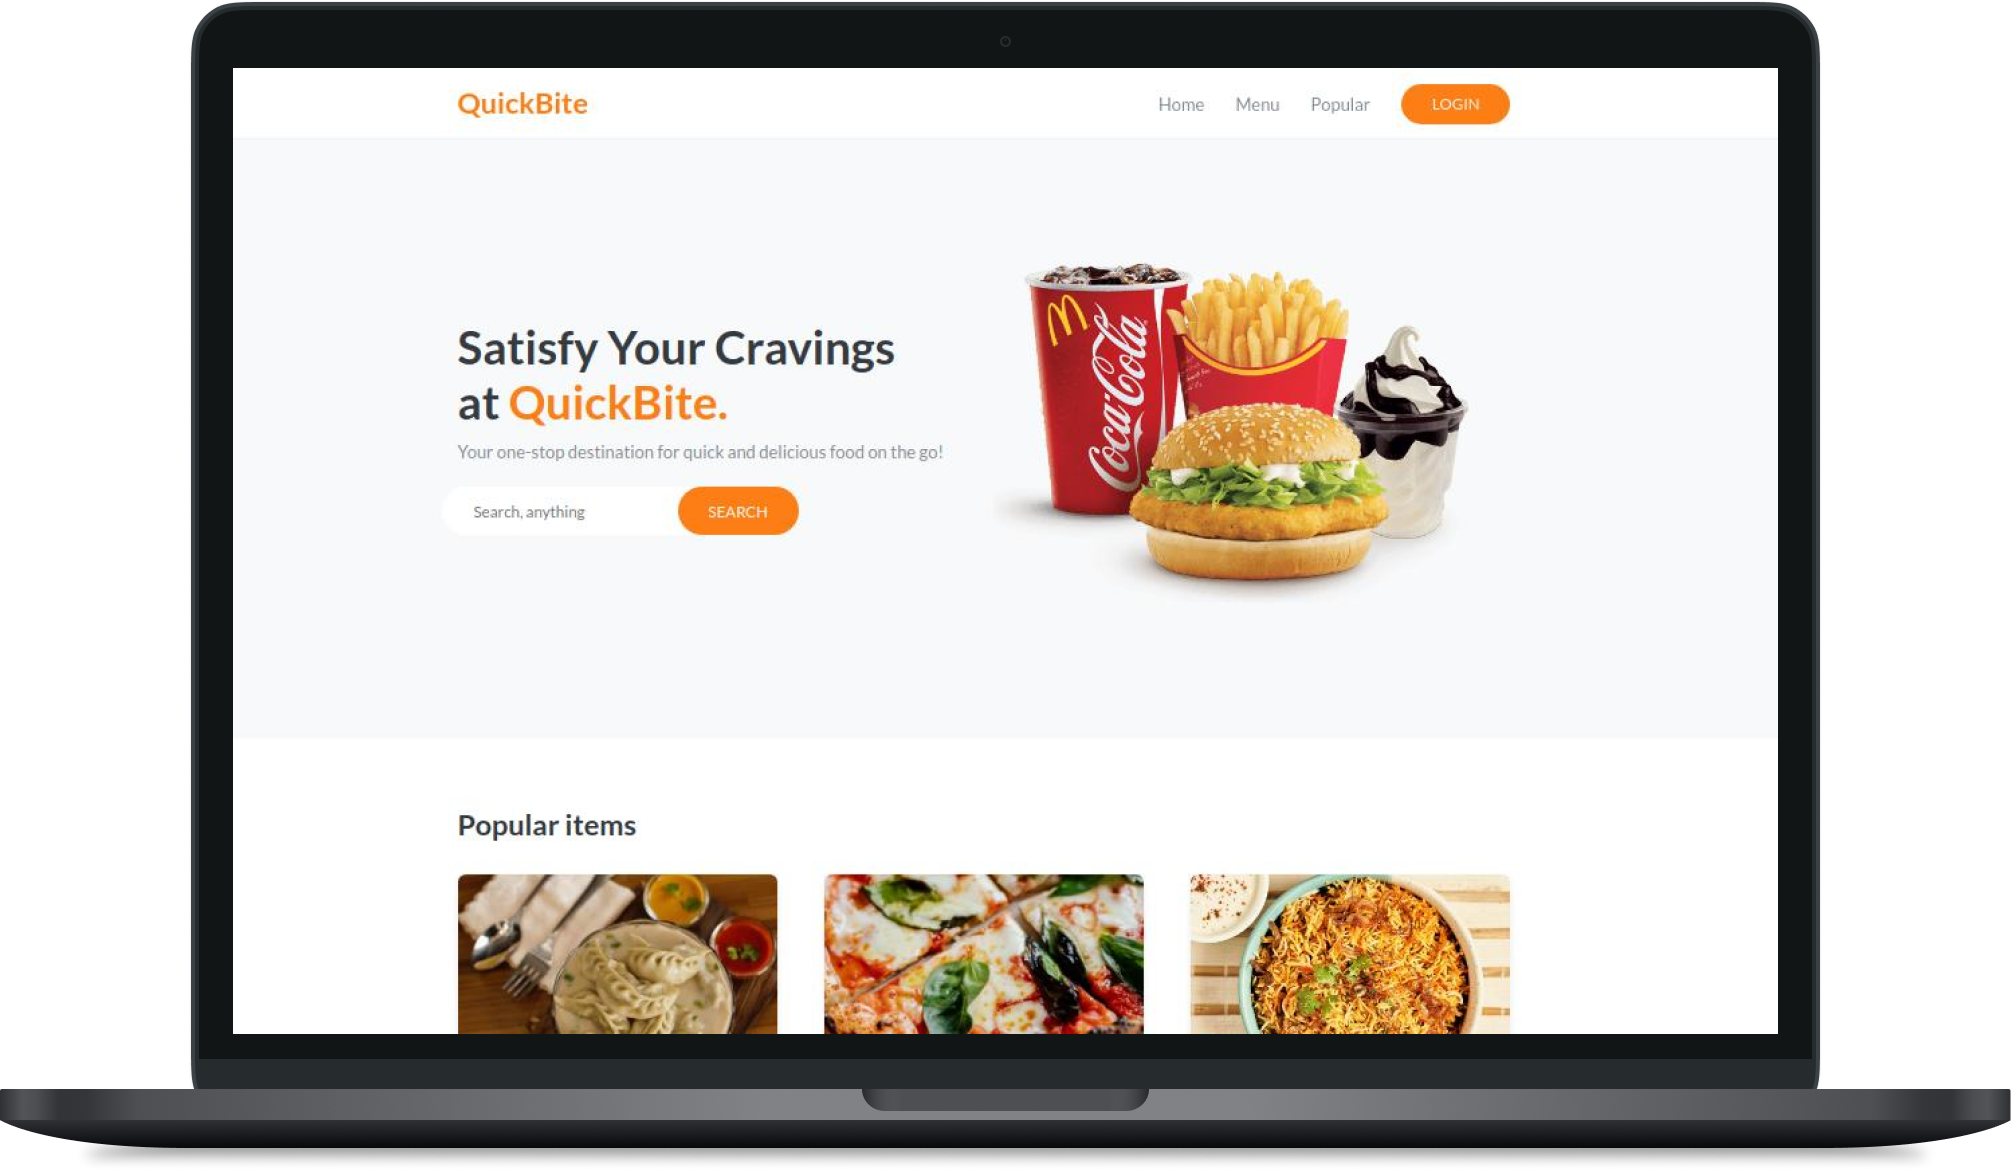 QuickBite
Home Menu Popular LOGIN
Satisfy Your Cravings
at QuickBite.
Your one-stop destination for quick and delicious food on the go!
Search, anything SEARCH
Coca-Cola
Popular items